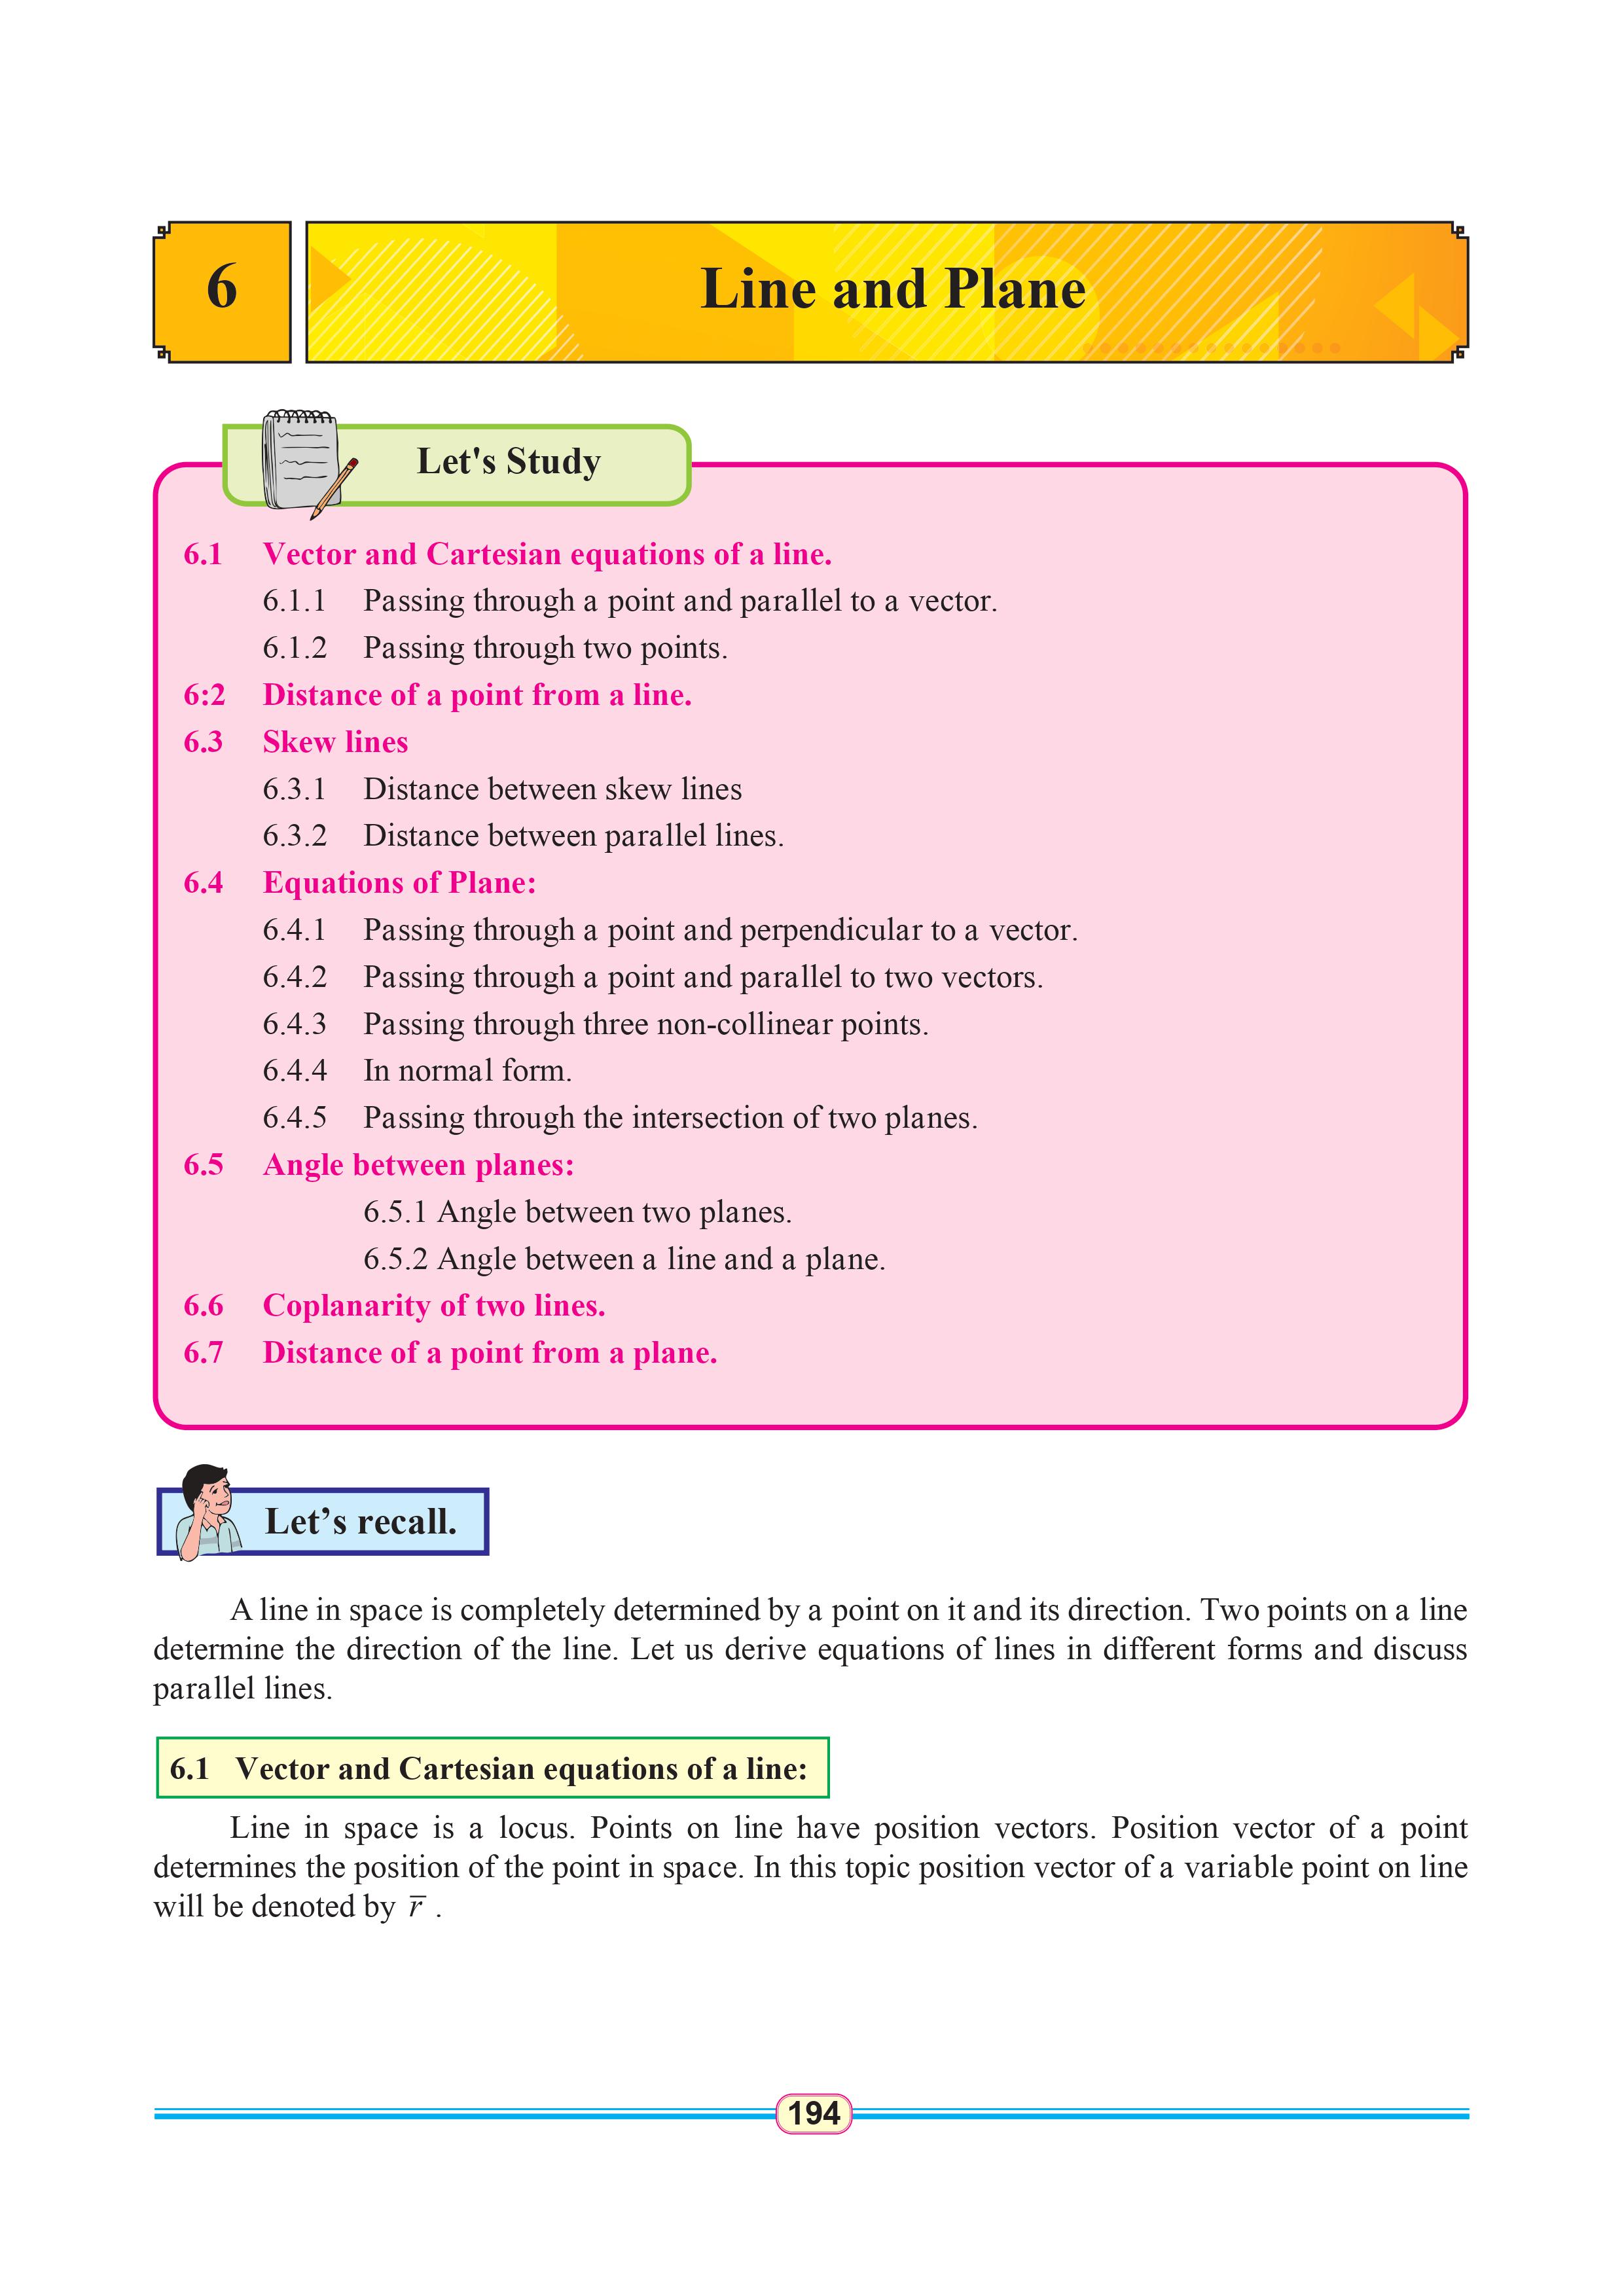 6
Line and Plane
Let's Study
6.1 Vector and Cartesian equations of a line.
6.1.1 Passing through a point and parallel to a vector.
6.1.2 Passing through two points.
6:2 Distance of a point from a line.
6.3 Skew lines
6.3.1 Distance between skew lines
6.3.2 Distance between parallel lines.
6.4 Equations of Plane:
6.4.1 Passing through a point and perpendicular to a vector.
6.4.2 Passing through a point and parallel to two vectors.
6.4.3 Passing through three non-collinear points.
6.4.4 In normal form.
6.4.5 Passing through the intersection of two planes.
6.5 Angle between planes:
6.5.1 Angle between two planes.
6.5.2 Angle between a line and a plane.
6.6 Coplanarity of two lines.
6.7 Distance of a point from a plane.
Let’s recall.
A line in space is completely determined by a point on it and its direction. Two points on a line
determine the direction of the line. Let us derive equations of lines in different forms and discuss
parallel lines.
6.1 Vector and Cartesian equations of a line:
Line in space is a locus. Points on line have position vectors. Position vector of a point
determines the position of the point in space. In this topic position vector of a variable point on line
will be denoted by r̅ .
194